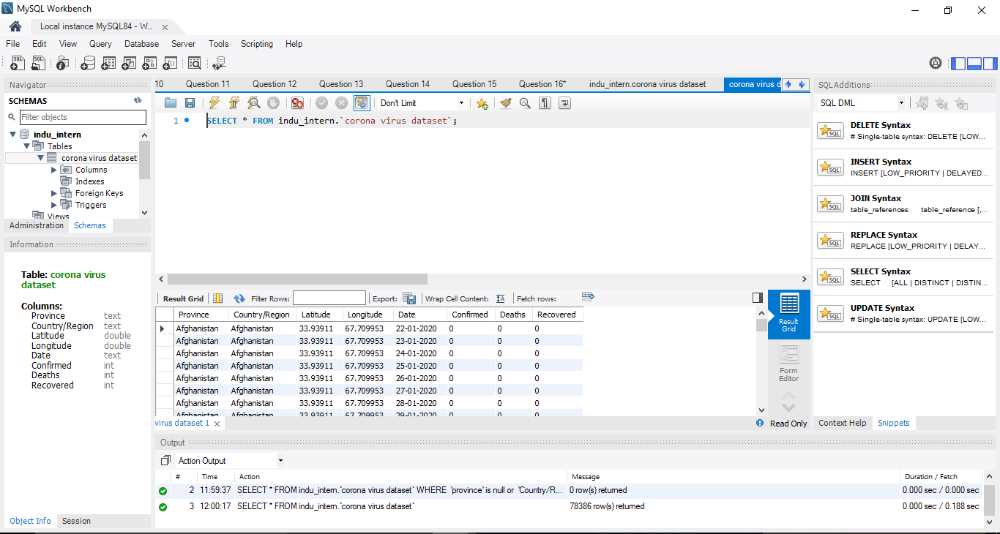 MySQL Workbench
Local instance MySQL84 - W...
File Edit View Query Database Server Tools Scripting Help
Navigator
SCHEMAS
Filter objects
indu_intern
Tables
corona virus dataset
Columns
Indexes
Foreign Keys
Triggers
Views
Administration Schemas
Information
Table: corona virus
dataset
Columns:
Province text
Country/Region text
Latitude double
Longitude double
Date text
Confirmed int
Deaths int
Recovered int
Object Info Session
10 Question 11 Question 12 Question 13 Question 14 Question 15 Question 16* indu_intern.corona virus dataset corona virus d
Don't Limit
1 SELECT * FROM indu_intern.`corona virus dataset`;
Result Grid Filter Rows: Export: Wrap Cell Content: IA Fetch rows:
Province Country/Region Latitude Longitude Date Confirmed Deaths Recovered
Afghanistan Afghanistan 33.93911 67.709953 22-01-2020 0 0 0
Afghanistan Afghanistan 33.93911 67.709953 23-01-2020 0 0 0
Afghanistan Afghanistan 33.93911 67.709953 24-01-2020 0 0 0
Afghanistan Afghanistan 33.93911 67.709953 25-01-2020 0 0 0
Afghanistan Afghanistan 33.93911 67.709953 26-01-2020 0 0 0
Afghanistan Afghanistan 33.93911 67.709953 27-01-2020 0 0 0
Afghanistan Afghanistan 33.93911 67.709953 28-01-2020 0 0 0
Afghanistan Afghanistan 33.93911 67.709953 29-01-2020 0 0 0
Result
Grid
Form
Editor
virus dataset 1
Read Only
SQLAdditions
SQL DML
DELETE Syntax
# Single-table syntax: DELETE [LOW...
INSERT Syntax
INSERT [LOW_PRIORITY | DELAYED...
JOIN Syntax
table_references: table_reference [,...
REPLACE Syntax
REPLACE [LOW_PRIORITY | DELAY...
SELECT Syntax
SELECT [ALL | DISTINCT | DISTIN...
UPDATE Syntax
# Single-table syntax: UPDATE [LOW...
Context Help Snippets
Output
Action Output
# Time Action Message Duration / Fetch
2 11:59:37 SELECT * FROM indu_intern.`corona virus dataset` WHERE 'province' is null or 'Country/R... 0 row(s) returned 0.000 sec / 0.000 sec
3 12:00:17 SELECT * FROM indu_intern.`corona virus dataset` 78386 row(s) returned 0.000 sec / 0.188 sec